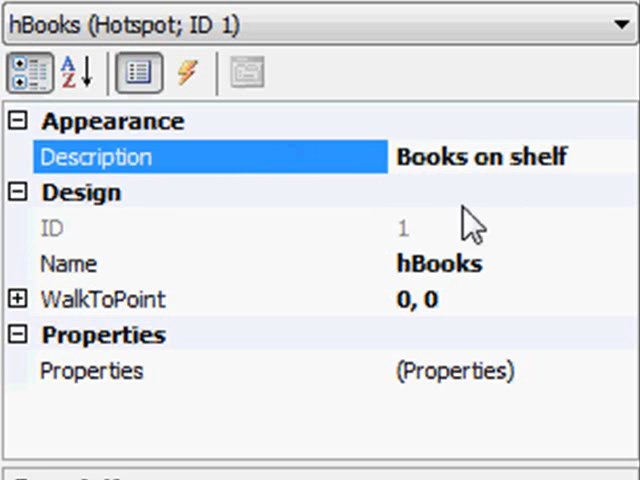 hBooks (Hotspot; ID 1)
A
Z
Appearance
Description Books on shelf
Design
ID 1
Name hBooks
WalkToPoint 0, 0
Properties
Properties (Properties)